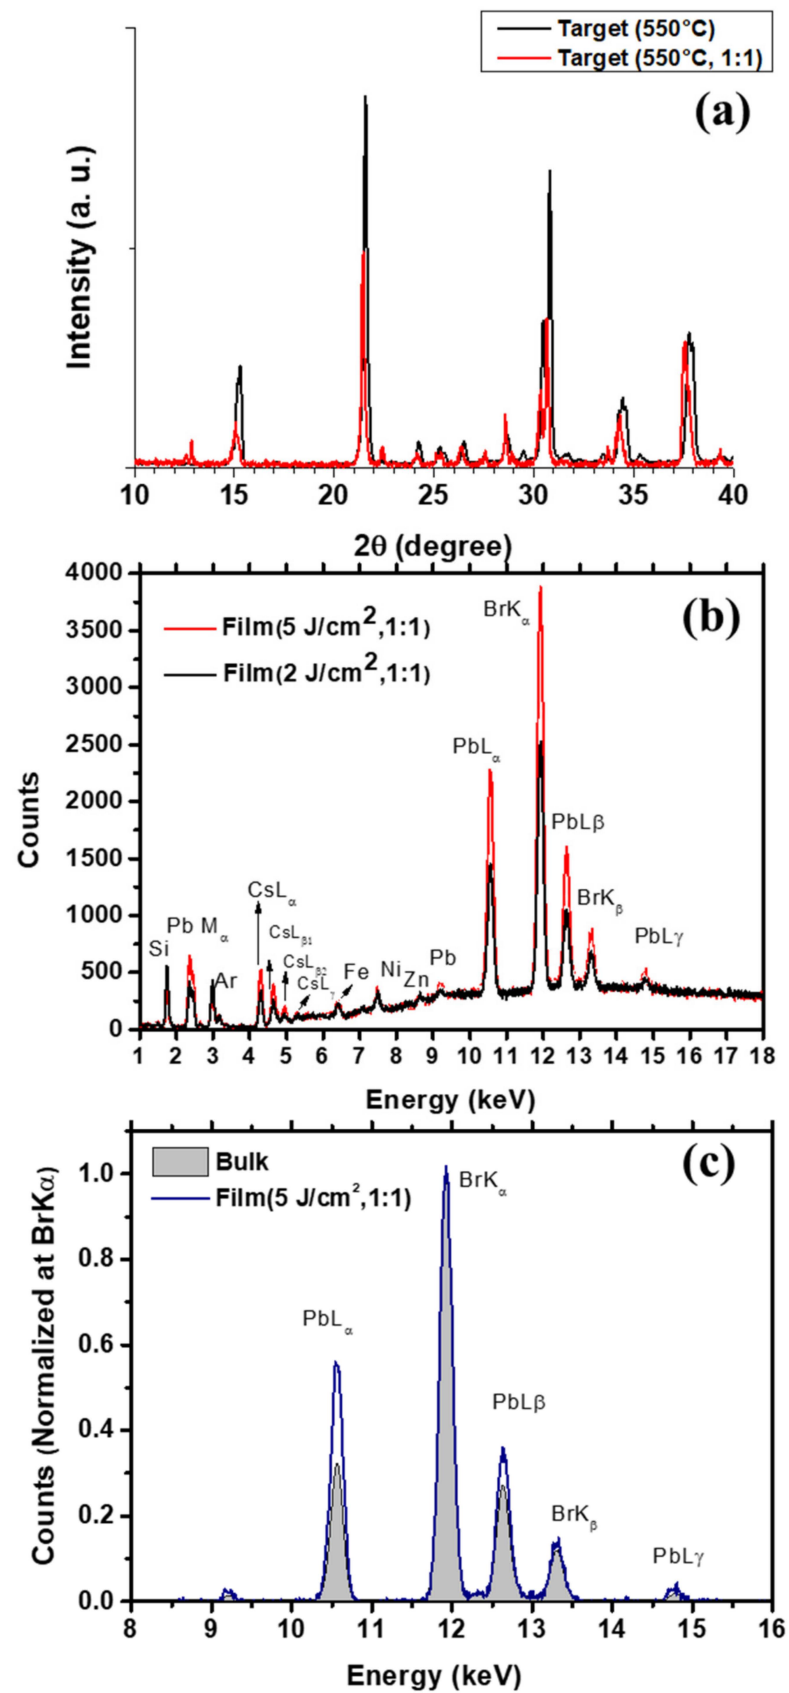 Target (550°C)
Target (550°C, 1:1)
(a)
Intensity (a. u.)
10 15 20 25 30 35 40
2θ (degree)
4000
3500
3000
2500
2000
1500
1000
500
0
Counts
(b)
Film(5 J/cm2,1:1)
Film(2 J/cm2,1:1)
BrKα
PbLα
PbLβ
BrKβ
PbLγ
CsLα
Pb Mα
Si
CsLβ1
CsLβ2
CsLγ
Ar
Fe
Ni
Zn
Pb
1 2 3 4 5 6 7 8 9 10 11 12 13 14 15 16 17 18
Energy (keV)
(c)
Bulk
Film(5 J/cm²,1:1)
Counts (Normalized at BrKα)
1.0
0.8
0.6
0.4
0.2
0.0
BrKα
PbLα
PbLβ
BrKβ
PbLγ
8 9 10 11 12 13 14 15 16
Energy (keV)